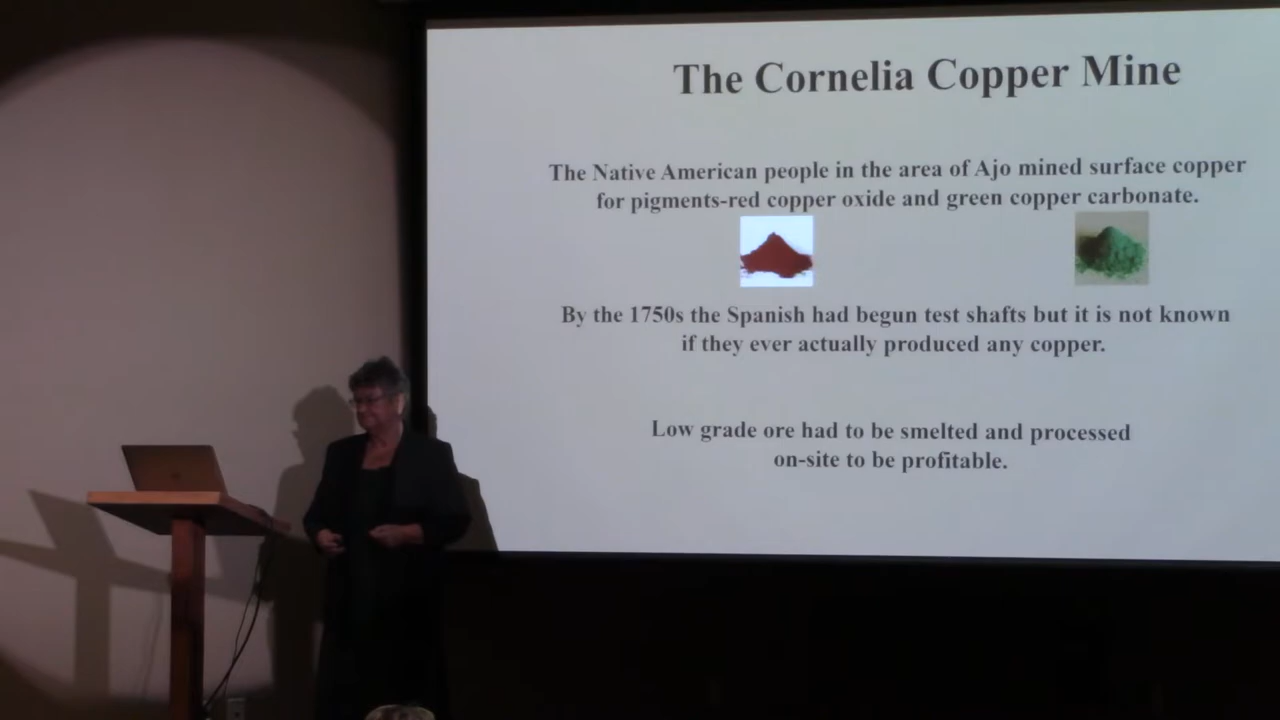 The Cornelia Copper Mine
The Native American people in the area of Ajo mined surface copper
for pigments-red copper oxide and green copper carbonate.
By the 1750s the Spanish had begun test shafts but it is not known
if they ever actually produced any copper.
Low grade ore had to be smelted and processed
on-site to be profitable.